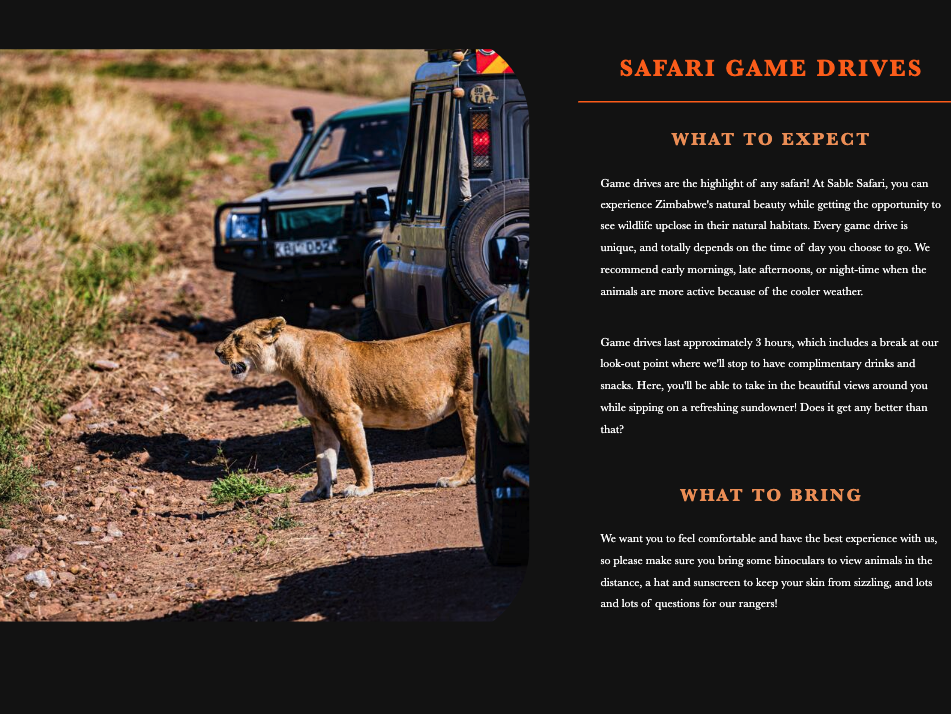 SAFARI GAME DRIVES
WHAT TO EXPECT
Game drives are the highlight of any safari! At Sable Safari, you can
experience Zimbabwe's natural beauty while getting the opportunity to
see wildlife upclose in their natural habitats. Every game drive is
unique, and totally depends on the time of day you choose to go. We
recommend early mornings, late afternoons, or night-time when the
animals are more active because of the cooler weather.
Game drives last approximately 3 hours, which includes a break at our
look-out point where we'll stop to have complimentary drinks and
snacks. Here, you'll be able to take in the beautiful views around you
while sipping on a refreshing sundowner! Does it get any better than
that?
WHAT TO BRING
We want you to feel comfortable and have the best experience with us,
so please make sure you bring some binoculars to view animals in the
distance, a hat and sunscreen to keep your skin from sizzling, and lots
and lots of questions for our rangers!